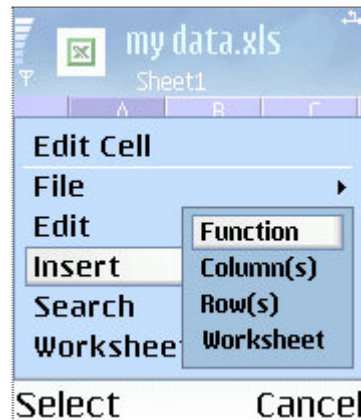 my data.xls
Sheet1
A B C
Edit Cell
File
Edit
Insert
Search
Workshee
Function
Column(s)
Row(s)
Worksheet
Select Cancel